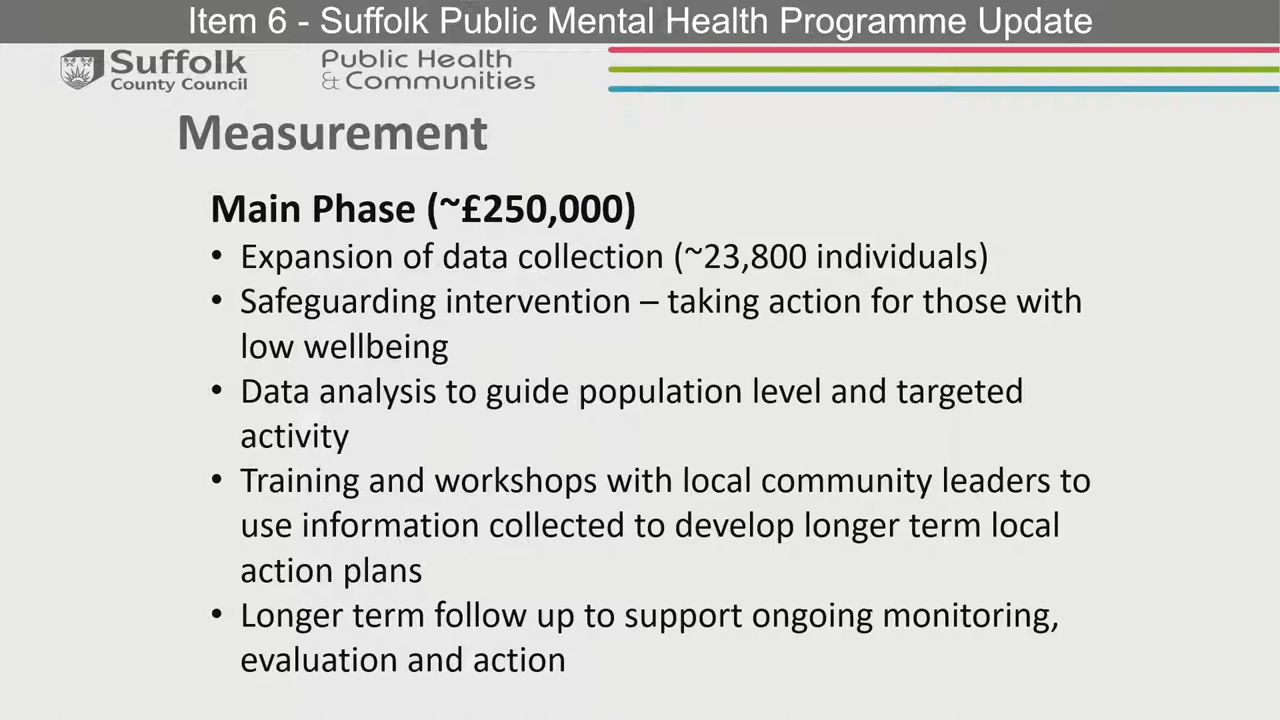 Item 6 - Suffolk Public Mental Health Programme Update
Suffolk
County Council
Public Health
& Communities
Measurement
Main Phase (~£250,000)
• Expansion of data collection (~23,800 individuals)
• Safeguarding intervention – taking action for those with
low wellbeing
• Data analysis to guide population level and targeted
activity
• Training and workshops with local community leaders to
use information collected to develop longer term local
action plans
• Longer term follow up to support ongoing monitoring,
evaluation and action